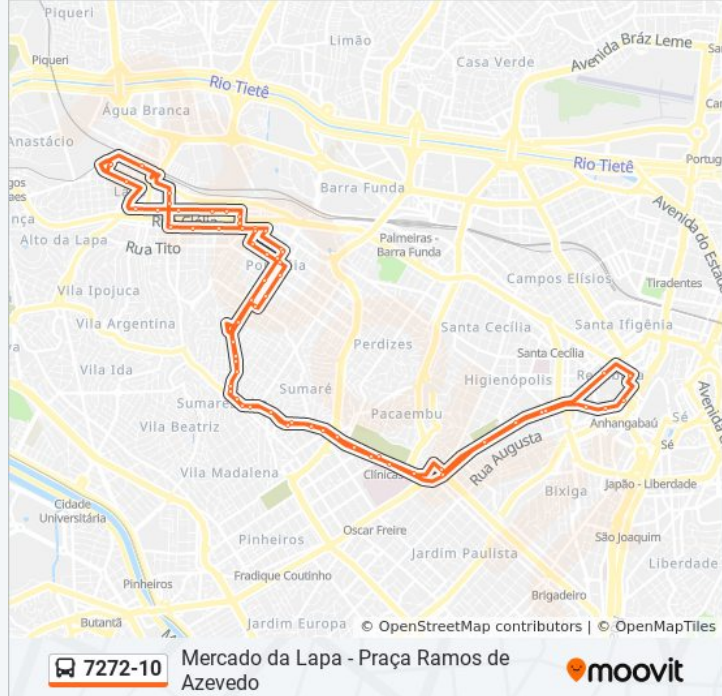 Piqueri
Limão
Casa Verde
Avenida Bráz Leme
Piqueri
Rio Tietê
Água Branca
Anastácio
Rio Tietê
Portug
Barra Funda
Avenida do Estado
Alto da Lapa
Rua Tito
Palmeiras -
Barra Funda
Campos Elísios
Tiradentes
Vila Ipojuca
Vila Argentina
Santa Cecília
Santa Ifigênia
Perdizes
Santa Cecília
Vila Ida
Higienópolis
Sumaré
Pacaembu
Sumaré
Vila Beatriz
Anhangabaú
Sé
Sé
Rua Augusta
Vila Madalena
Clínicas
Japão - Liberdade
Bixiga
Cidade
Universitária
Oscar Freire
São Joaquim
Pinheiros
Jardim Paulista
Liberdade
Fradique Coutinho
Pinheiros
Brigadeiro
Butantã
Jardim Europa
© OpenStreetMap contributors | © OpenMapTiles
7272-10
Mercado da Lapa - Praça Ramos de
Azevedo
moovit